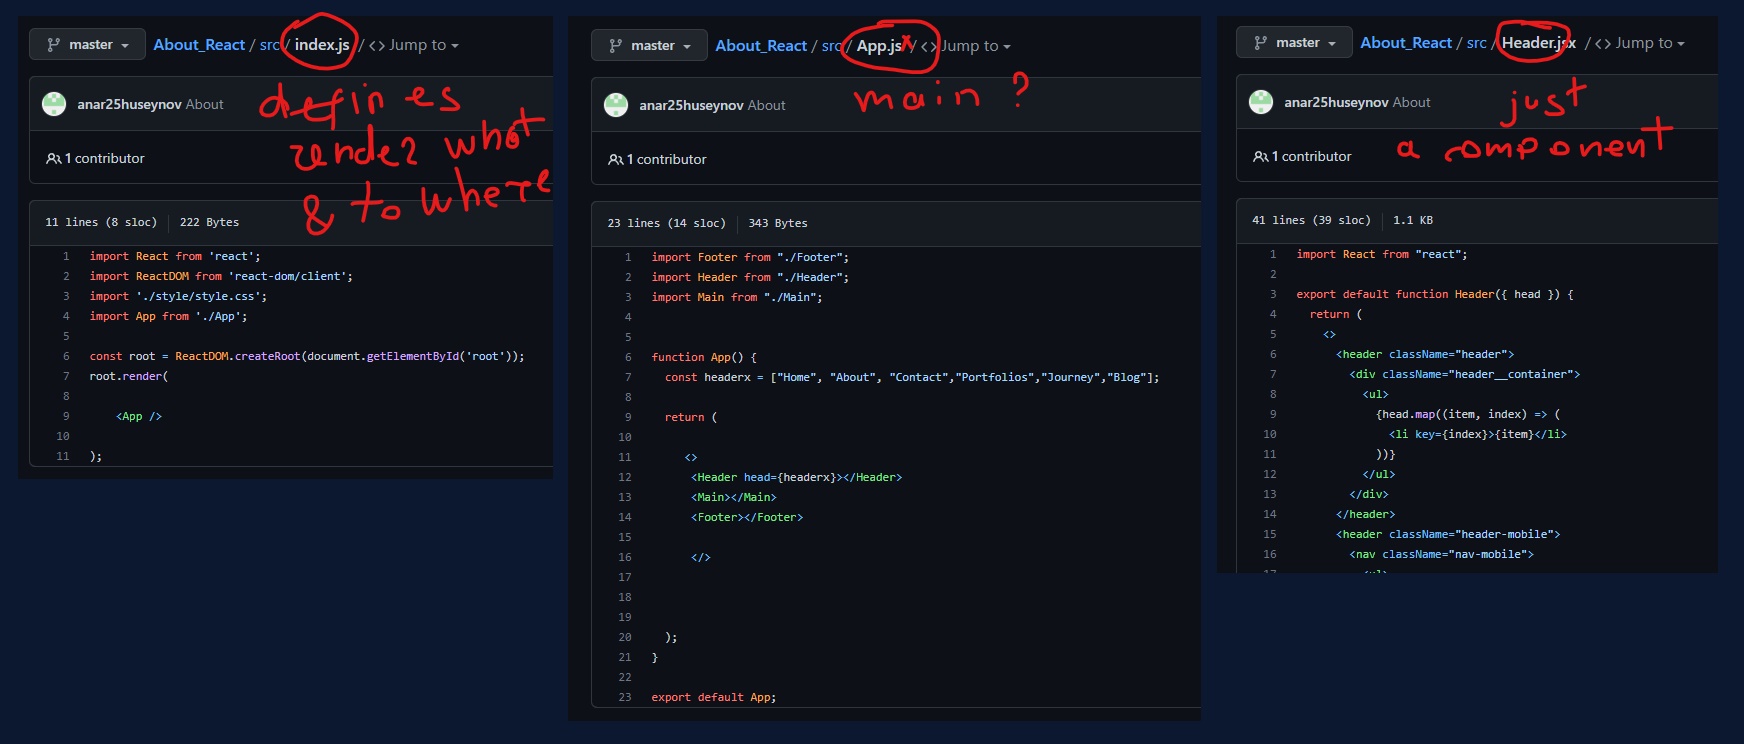 master
About_React / src / index.js / <> Jump to
anar25huseynov About
defines
render what
& to where
1 contributor
11 lines (8 sloc) | 222 Bytes
1 import React from 'react';
2 import ReactDOM from 'react-dom/client';
3 import './style/style.css';
4 import App from './App';
5
6 const root = ReactDOM.createRoot(document.getElementById('root'));
7 root.render(
8
9 <App />
10
11 );
master
About_React / src / App.jsx / <> Jump to
anar25huseynov About
main ?
1 contributor
23 lines (14 sloc) | 343 Bytes
1 import Footer from "./Footer";
2 import Header from "./Header";
3 import Main from "./Main";
4
5
6 function App() {
7 const headerx = ["Home", "About", "Contact","Portfolios","Journey","Blog"];
8
9 return (
10
11 <>
12 <Header head={headerx}></Header>
13 <Main></Main>
14 <Footer></Footer>
15
16 </>
17
18
19
20 );
21 }
22
23 export default App;
master
About_React / src / Header.jsx / <> Jump to
anar25huseynov About
just
a component
1 contributor
41 lines (39 sloc) | 1.1 KB
1 import React from "react";
2
3 export default function Header({ head }) {
4 return (
5 <>
6 <header className="header">
7 <div className="header__container">
8 <ul>
9 {head.map((item, index) => (
10 <li key={index}>{item}</li>
11 ))}
12 </ul>
13 </div>
14 </header>
15 <header className="header-mobile">
16 <nav className="nav-mobile">
17 <ul>